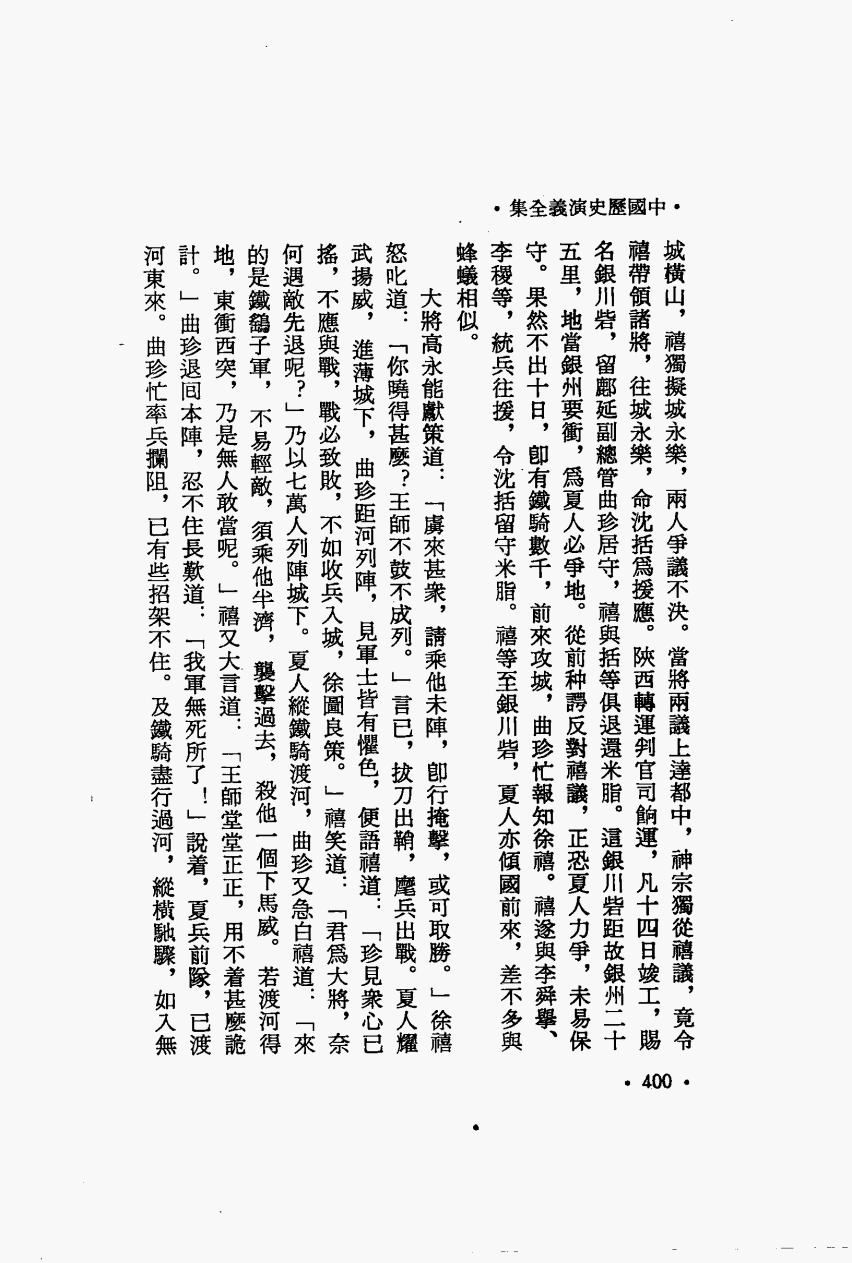 •中國歷史演義全集•
城橫山，禧獨擬城永樂，兩人爭議不決。當將兩議上達都中，神宗獨從禧議，竟令
禧帶領諸將，往城永樂，命沈括爲援應。陝西轉運判官司餉運，凡十四日竣工，賜
名銀川砦，留鄜延副總管曲珍居守，禧與括等俱退還米脂。這銀川砦距故銀州二十
五里，地當銀州要衝，爲夏人必爭地。從前种諤反對禧議，正恐夏人力爭，未易保
守。果然不出十日，卽有鐵騎數千，前來攻城，曲珍忙報知徐禧。禧遂與李舜舉、
李稷等，統兵往援，令沈括留守米脂。禧等至銀川砦，夏人亦傾國前來，差不多與
蜂蟻相似。
大將高永能獻策道：「虜來甚衆，請乘他未陣，卽行掩擊，或可取勝。」徐禧
怒叱道：「你曉得甚麼？王師不鼓不成列。」言已，拔刀出鞘，麾兵出戰。夏人耀
武揚威，進薄城下，曲珍距河列陣，見軍士皆有懼色，便語禧道：「珍見衆心已
搖，不應與戰，戰必致敗，不如收兵入城，徐圖良策。」禧笑道：「君爲大將，奈
何遇敵先退呢？」乃以七萬人列陣城下。夏人縱鐵騎渡河，曲珍又急白禧道：「來
的是鐵鷂子軍，不易輕敵，須乘他半濟，襲擊過去，殺他一個下馬威。若渡河得
地，東衝西突，乃是無人敢當呢。」禧又大言道：「王師堂堂正正，用不着甚麼詭
計。」曲珍退囘本陣，忍不住長歎道：「我軍無死所了！」說着，夏兵前隊，已渡
河東來。曲珍忙率兵攔阻，已有些招架不住。及鐵騎盡行過河，縱橫馳驟，如入無
•400•